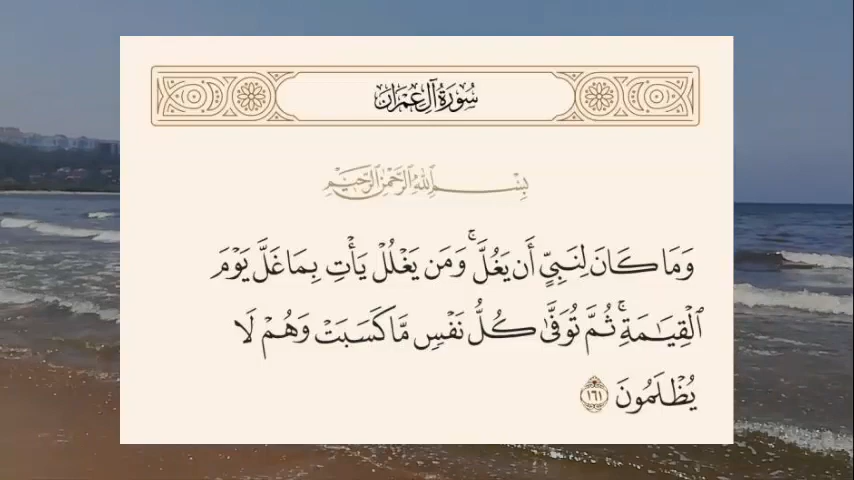 سُورَةُ آلِ عِمْرَانَ
بِسْمِ ٱللَّهِ ٱلرَّحْمَٰنِ ٱلرَّحِيمِ
وَمَا كَانَ لِنَبِيٍّ أَن يَغُلَّۚ وَمَن يَغْلُلْ يَأْتِ بِمَا غَلَّ يَوْمَ
ٱلْقِيَٰمَةِۚ ثُمَّ تُوَفَّىٰ كُلُّ نَفْسٍ مَّا كَسَبَتْ وَهُمْ لَا
يُظْلَمُونَ ١٦١